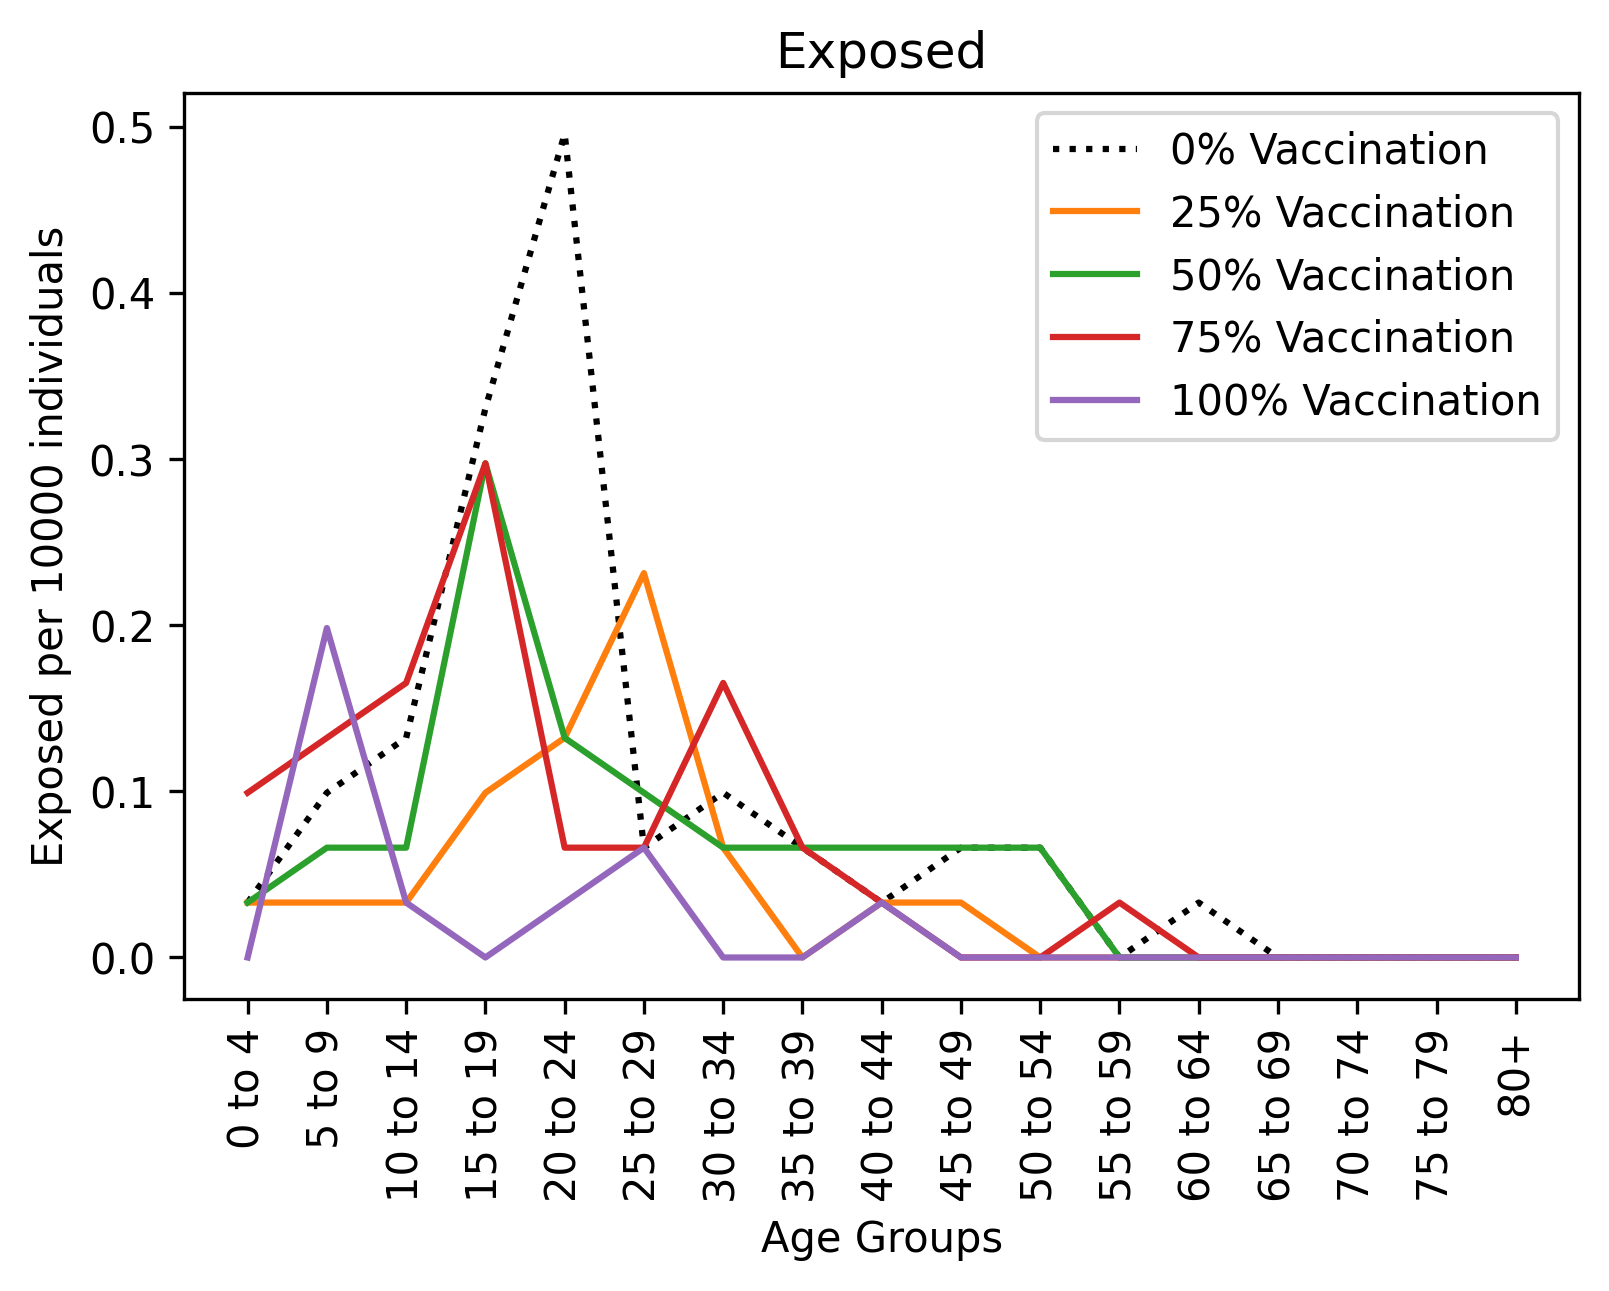 Exposed
Exposed per 10000 individuals
0.5
0.4
0.3
0.2
0.1
0.0
0% Vaccination
25% Vaccination
50% Vaccination
75% Vaccination
100% Vaccination
0 to 4
5 to 9
10 to 14
15 to 19
20 to 24
25 to 29
30 to 34
35 to 39
40 to 44
45 to 49
50 to 54
55 to 59
60 to 64
65 to 69
70 to 74
75 to 79
80+
Age Groups